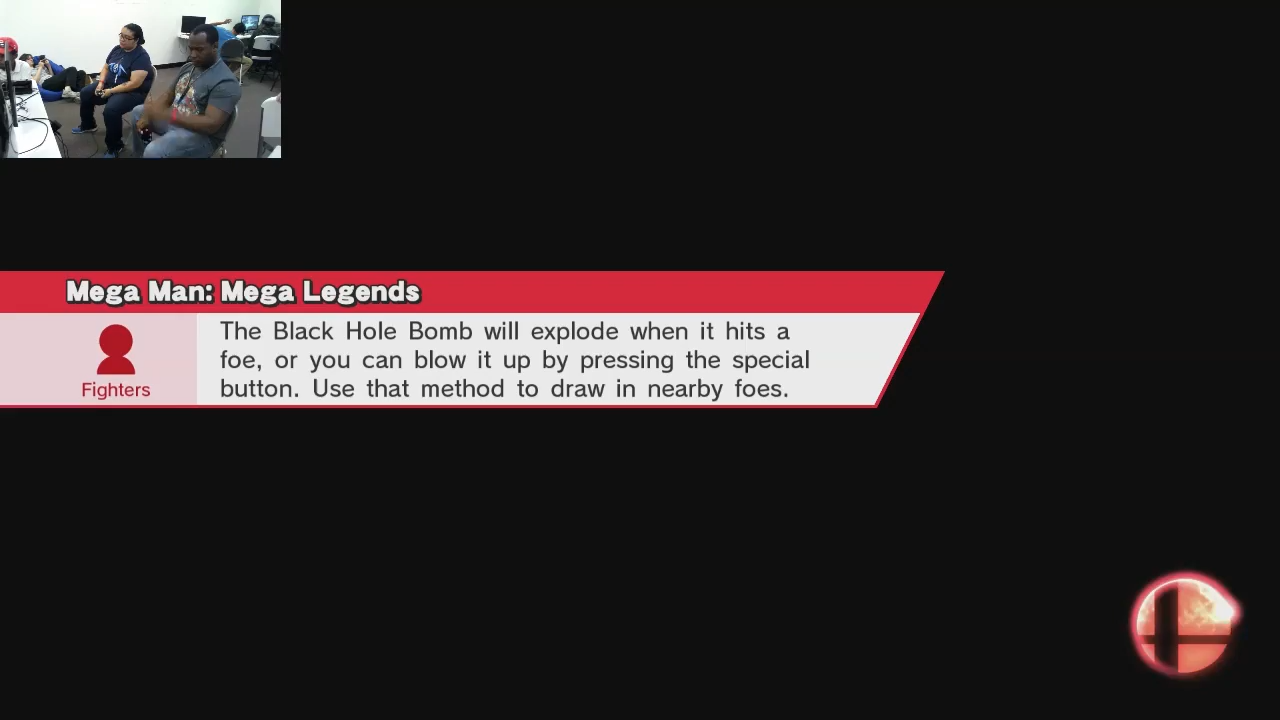 Mega Man: Mega Legends
Fighters
The Black Hole Bomb will explode when it hits a
foe, or you can blow it up by pressing the special
button. Use that method to draw in nearby foes.